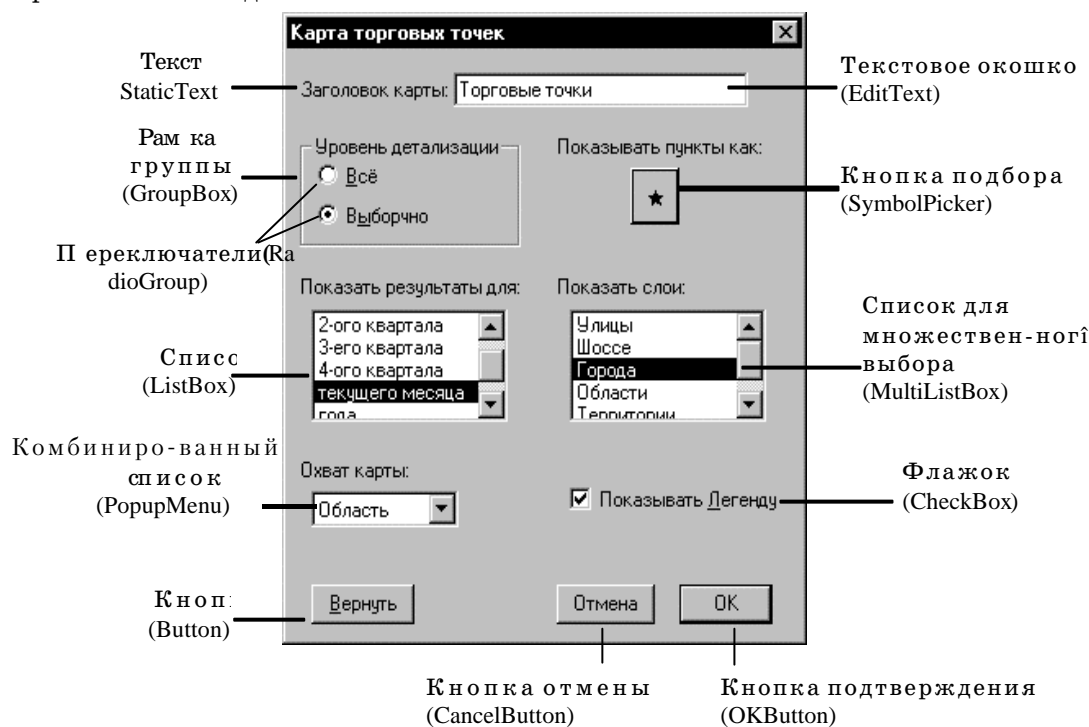 Карта торговых точек
Текст
StaticText
Заголовок карты: Торговые точки
Текстовое окошко
(EditText)
Рам ка
группы
(GroupBox)
Уровень детализации
Всё
Выборчно
Показывать пункты как:
Кнопка подбора
(SymbolPicker)
П ереключатели(Ra
dioGroup)
Показать результаты для:
2-ого квартала
3-его квартала
4-ого квартала
текущего месяца
года
Показать слои:
Улицы
Шоссе
Города
Области
Территории
Список для
множествен-ногî
выбора
(MultiListBox)
Списо
(ListBox)
Комбиниро-ванный
список
(PopupMenu)
Охват карты:
Область
Показывать Легенду
Флажок
(CheckBox)
Кноп
(Button)
Вернуть
Отмена
OK
Кнопка отмены
(CancelButton)
Кнопка подтверждения
(OKButton)